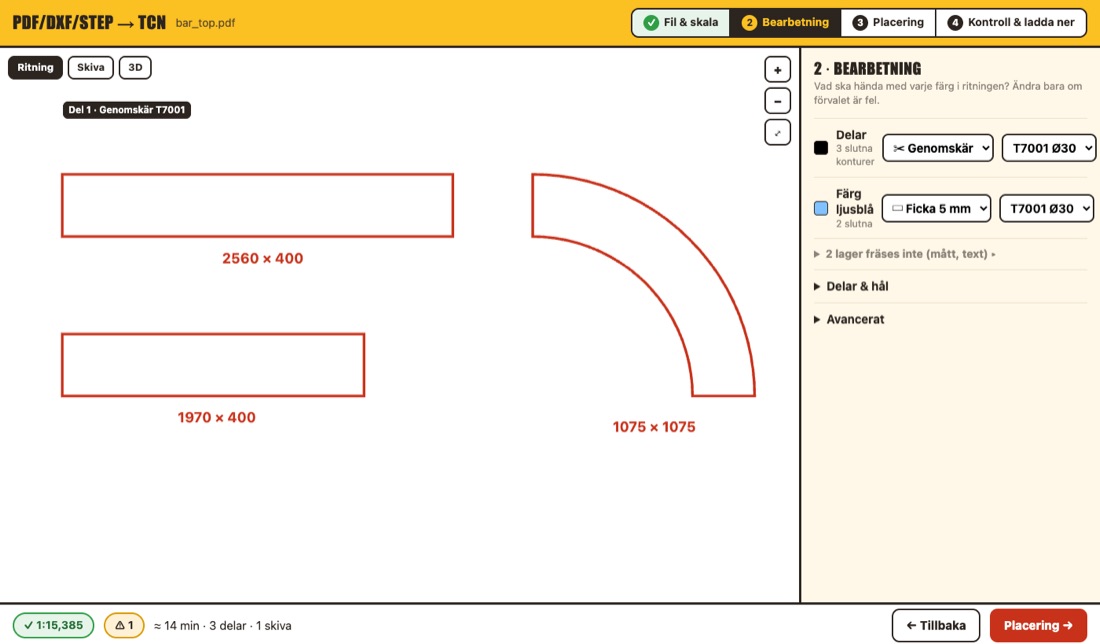 PDF/DXF/STEP → TCN bar_top.pdf
✓ Fil & skala
2 Bearbetning
3 Placering
4 Kontroll & ladda ner
Ritning
Skiva
3D
+
−
⤢
Del 1 · Genomskär T7001
2560 × 400
1970 × 400
1075 × 1075
2 · BEARBETNING
Vad ska hända med varje färg i ritningen? Ändra bara om
förvalet är fel.
Delar
3 slutna
konturer
✂ Genomskär
T7001 Ø30
Färg
ljusblå
2 slutna
▭ Ficka 5 mm
T7001 Ø30
▸ 2 lager fräses inte (mått, text) ▸
▸ Delar & hål
▸ Avancerat
✓ 1:15,385
⚠ 1
≈ 14 min · 3 delar · 1 skiva
← Tillbaka
Placering →